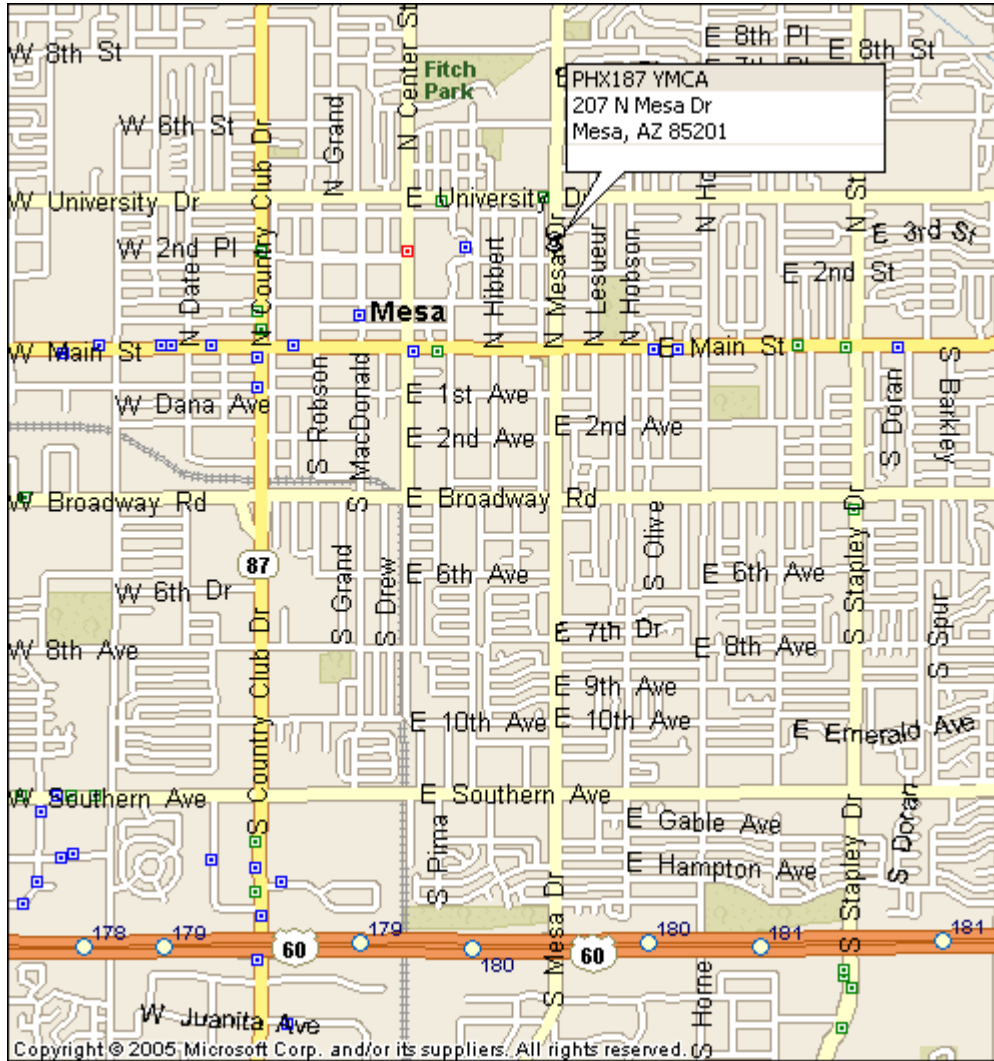 W 8th St
N Center St
E 8th Pl
E 8th St
Fitch
Park
PHX187 YMCA
207 N Mesa Dr
Mesa, AZ 85201
W 6th St
N Grand
N Country Club Dr
W University Dr
E University Dr
N St
W 2nd Pl
N Date
N Hibbert
N Mesa Dr
N Lesueur
N Hobson
E 3rd St
E 2nd St
Mesa
W Main St
E Main St
S Robson
S MacDonald
S Doran
S Barkley
W Dana Ave
E 1st Ave
E 2nd Ave
E 2nd Ave
W Broadway Rd
E Broadway Rd
87
S Grand
S Drew
S Olive
S Stapley Dr
W 6th Dr
E 6th Ave
E 6th Ave
W 8th Ave
E 7th Dr
E 8th Ave
S Spur
E 9th Ave
S Country Club Dr
E 10th Ave
E 10th Ave
E Emerald Ave
W Southern Ave
E Southern Ave
S Pima
E Gable Ave
E Hampton Ave
S Doran
S Mesa Dr
S Stapley Dr
178
179
60
179
180
60
180
181
181
S Horne
W Juanita Ave
Copyright © 2005 Microsoft Corp. and/or its suppliers. All rights reserved.